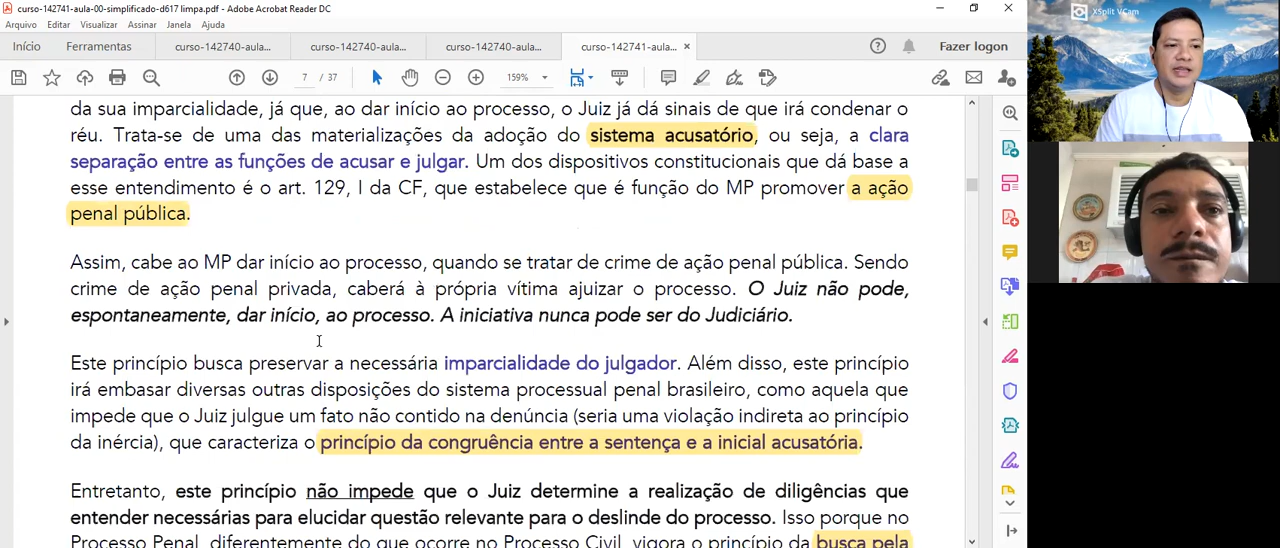 curso-142741-aula-00-simplificado-d617 limpa.pdf - Adobe Acrobat Reader DC
Arquivo Editar Visualizar Assinar Janela Ajuda
Início Ferramentas curso-142740-aula... curso-142740-aula... curso-142740-aula... curso-142741-aula... × Fazer logon
7 / 37 159%
da sua imparcialidade, já que, ao dar início ao processo, o Juiz já dá sinais de que irá condenar o
réu. Trata-se de uma das materializações da adoção do sistema acusatório, ou seja, a clara
separação entre as funções de acusar e julgar. Um dos dispositivos constitucionais que dá base a
esse entendimento é o art. 129, I da CF, que estabelece que é função do MP promover a ação
penal pública.
Assim, cabe ao MP dar início ao processo, quando se tratar de crime de ação penal pública. Sendo
crime de ação penal privada, caberá à própria vítima ajuizar o processo. O Juiz não pode,
espontaneamente, dar início, ao processo. A iniciativa nunca pode ser do Judiciário.
Este princípio busca preservar a necessária imparcialidade do julgador. Além disso, este princípio
irá embasar diversas outras disposições do sistema processual penal brasileiro, como aquela que
impede que o Juiz julgue um fato não contido na denúncia (seria uma violação indireta ao princípio
da inércia), que caracteriza o princípio da congruência entre a sentença e a inicial acusatória.
Entretanto, este princípio não impede que o Juiz determine a realização de diligências que
entender necessárias para elucidar questão relevante para o deslinde do processo. Isso porque no
Processo Penal, diferentemente do que ocorre no Processo Civil, vigora o princípio da busca pela
XSplit VCam